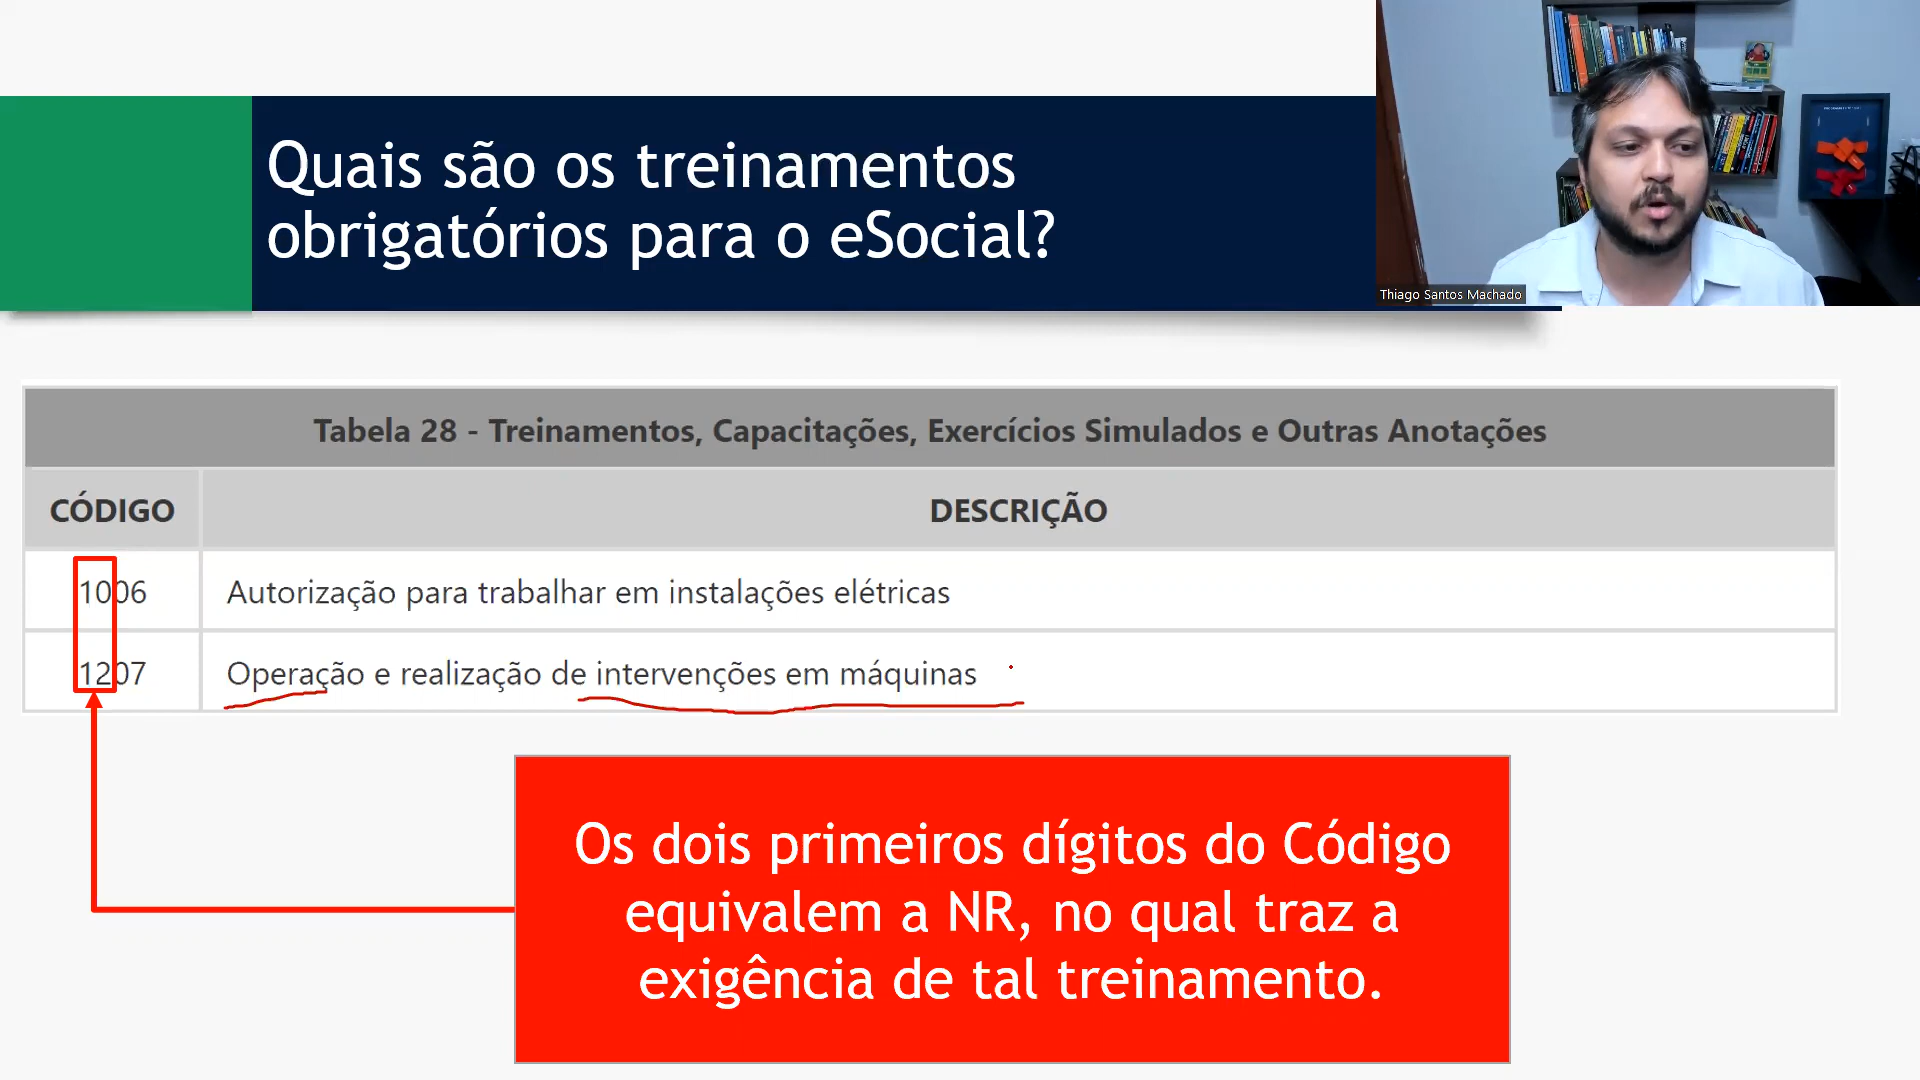 Quais são os treinamentos
obrigatórios para o eSocial?
Thiago Santos Machado
Tabela 28 - Treinamentos, Capacitações, Exercícios Simulados e Outras Anotações
CÓDIGO DESCRIÇÃO
1006 Autorização para trabalhar em instalações elétricas
1207 Operação e realização de intervenções em máquinas
Os dois primeiros dígitos do Código
equivalem a NR, no qual traz a
exigência de tal treinamento.